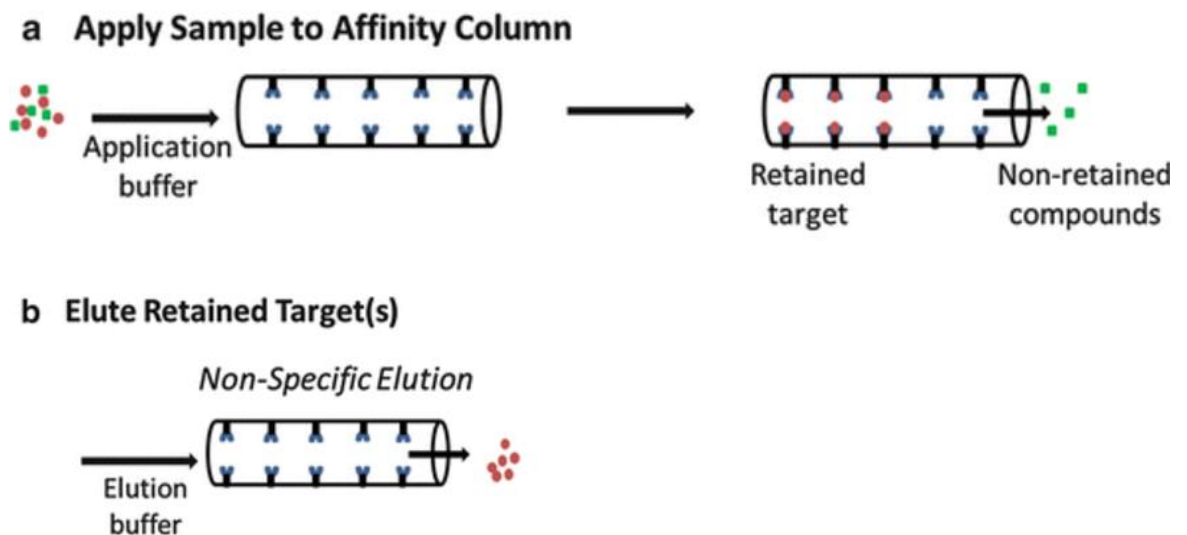 a Apply Sample to Affinity Column
Application
buffer
Retained
target
Non-retained
compounds
b Elute Retained Target(s)
Non-Specific Elution
Elution
buffer